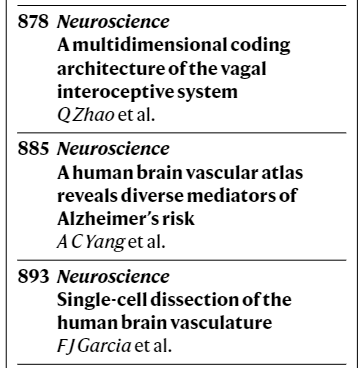 878 Neuroscience
A multidimensional coding
architecture of the vagal
interoceptive system
Q Zhao et al.
885 Neuroscience
A human brain vascular atlas
reveals diverse mediators of
Alzheimer’s risk
A C Yang et al.
893 Neuroscience
Single-cell dissection of the
human brain vasculature
F J Garcia et al.